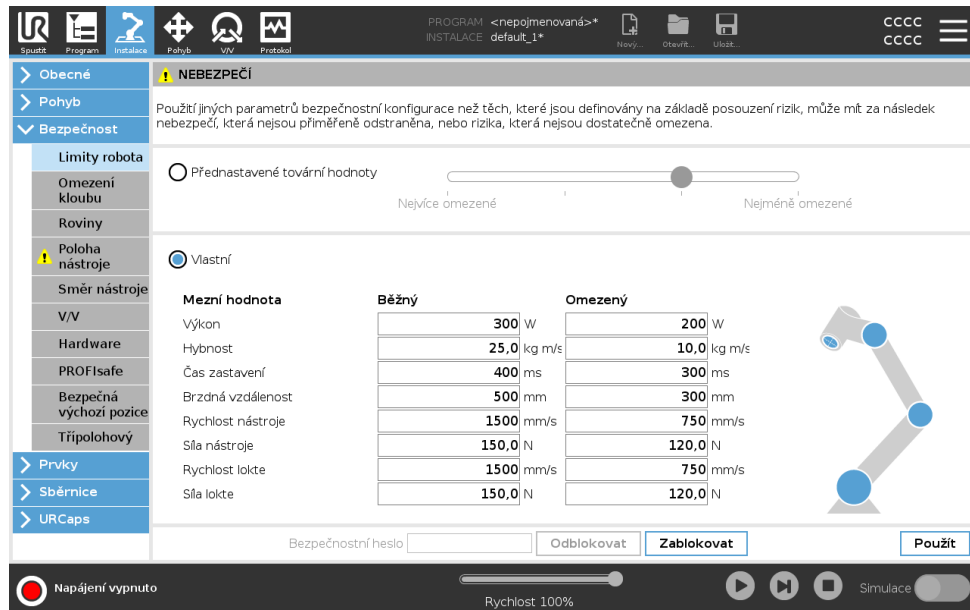 UR
PROGRAM <nepojmenovaná>*
INSTALACE default_1*
Spustit Program Instalace Pohyb V/V Protokol
Nový... Otevřít... Uložit...
cccc
cccc
Obecné
Pohyb
Bezpečnost
Limity robota
Omezení
kloubu
Roviny
Poloha
nástroje
Směr nástroje
V/V
Hardware
PROFIsafe
Bezpečná
výchozí pozice
Třípolohový
Prvky
Sběrnice
URCaps
NEBEZPEČÍ
Použití jiných parametrů bezpečnostní konfigurace než těch, které jsou definovány na základě posouzení rizik, může mít za následek
nebezpečí, která nejsou přiměřeně odstraněna, nebo rizika, která nejsou dostatečně omezena.
Přednastavené tovární hodnoty
Nejvíce omezené Nejméně omezené
Vlastní
Mezní hodnota Běžný Omezený
Výkon 300 W 200 W
Hybnost 25,0 kg m/s 10,0 kg m/s
Čas zastavení 400 ms 300 ms
Brzdná vzdálenost 500 mm 300 mm
Rychlost nástroje 1500 mm/s 750 mm/s
Síla nástroje 150,0 N 120,0 N
Rychlost lokte 1500 mm/s 750 mm/s
Síla lokte 150,0 N 120,0 N
Bezpečnostní heslo Odblokovat Zablokovat Použít
Napájení vypnuto
Rychlost 100%
Simulace